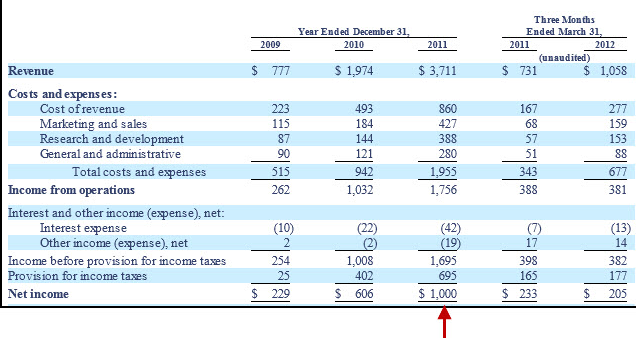 Three Months
Year Ended December 31, Ended March 31,
2009 2010 2011 2011 2012
(unaudited)
Revenue $ 777 $ 1,974 $ 3,711 $ 731 $ 1,058
Costs and expenses:
Cost of revenue 223 493 860 167 277
Marketing and sales 115 184 427 68 159
Research and development 87 144 388 57 153
General and administrative 90 121 280 51 88
Total costs and expenses 515 942 1,955 343 677
Income from operations 262 1,032 1,756 388 381
Interest and other income (expense), net:
Interest expense (10) (22) (42) (7) (13)
Other income (expense), net 2 (2) (19) 17 14
Income before provision for income taxes 254 1,008 1,695 398 382
Provision for income taxes 25 402 695 165 177
Net income $ 229 $ 606 $ 1,000 $ 233 $ 205